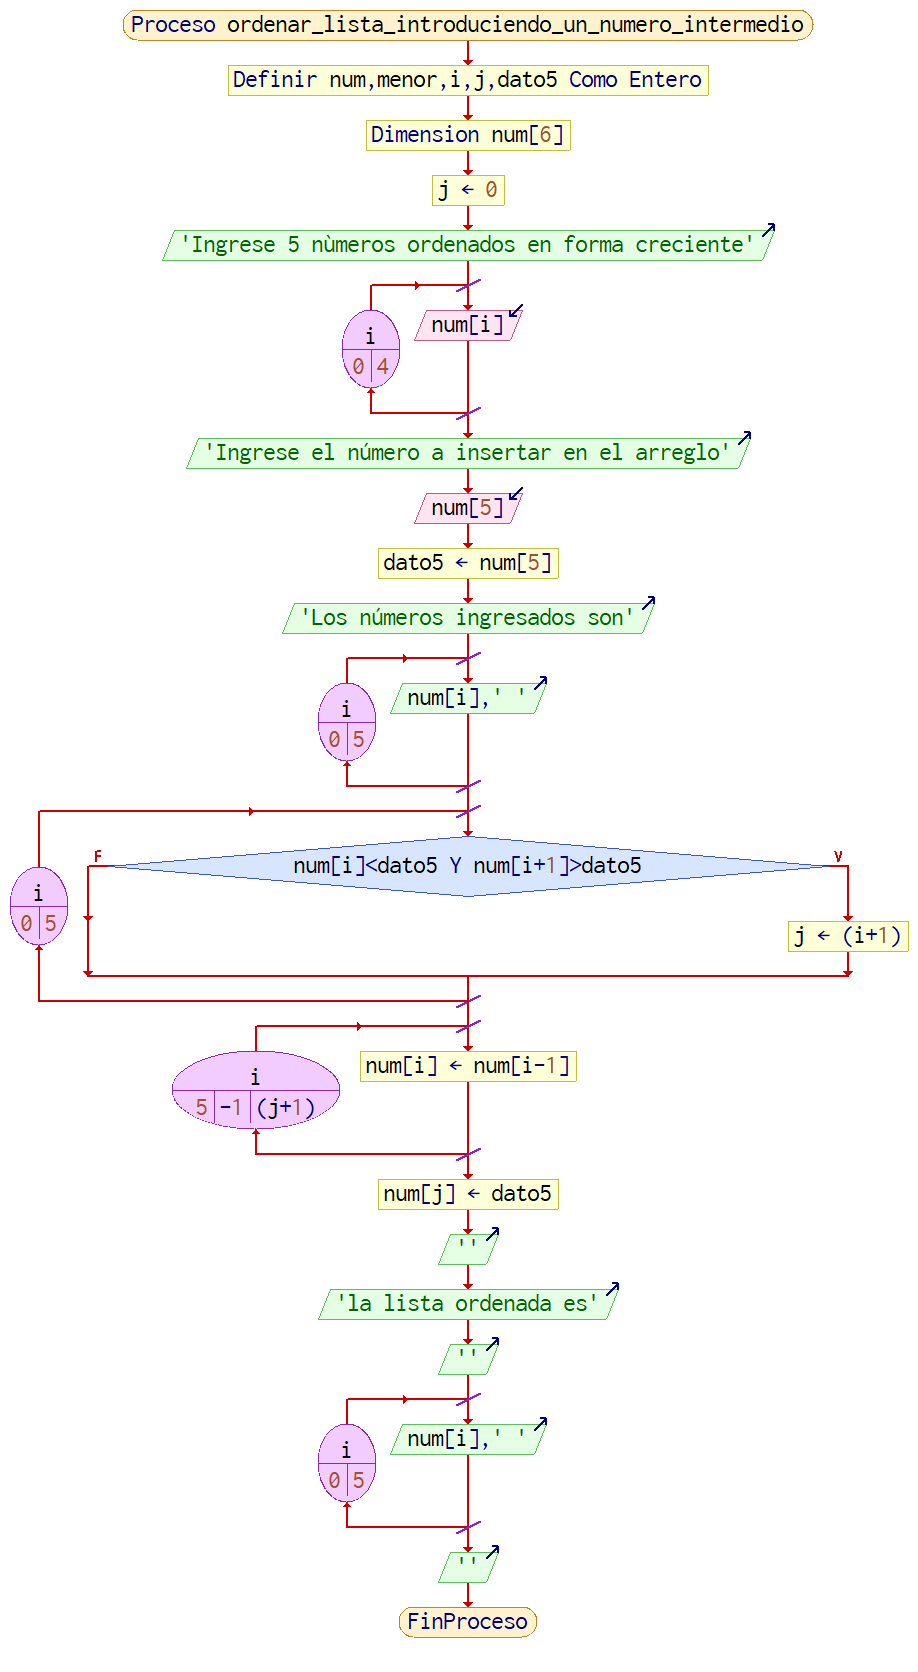 Proceso ordenar_lista_introduciendo_un_numero_intermedio
Definir num,menor,i,j,dato5 Como Entero
Dimension num[6]
j ← 0
'Ingrese 5 nùmeros ordenados en forma creciente'
i
0 4
num[i]
'Ingrese el número a insertar en el arreglo'
num[5]
dato5 ← num[5]
'Los números ingresados son'
i
0 5
num[i],' '
i
0 5
F
num[i]<dato5 Y num[i+1]>dato5
V
j ← (i+1)
i
5 -1 (j+1)
num[i] ← num[i-1]
num[j] ← dato5
''
'la lista ordenada es'
''
i
0 5
num[i],' '
''
FinProceso